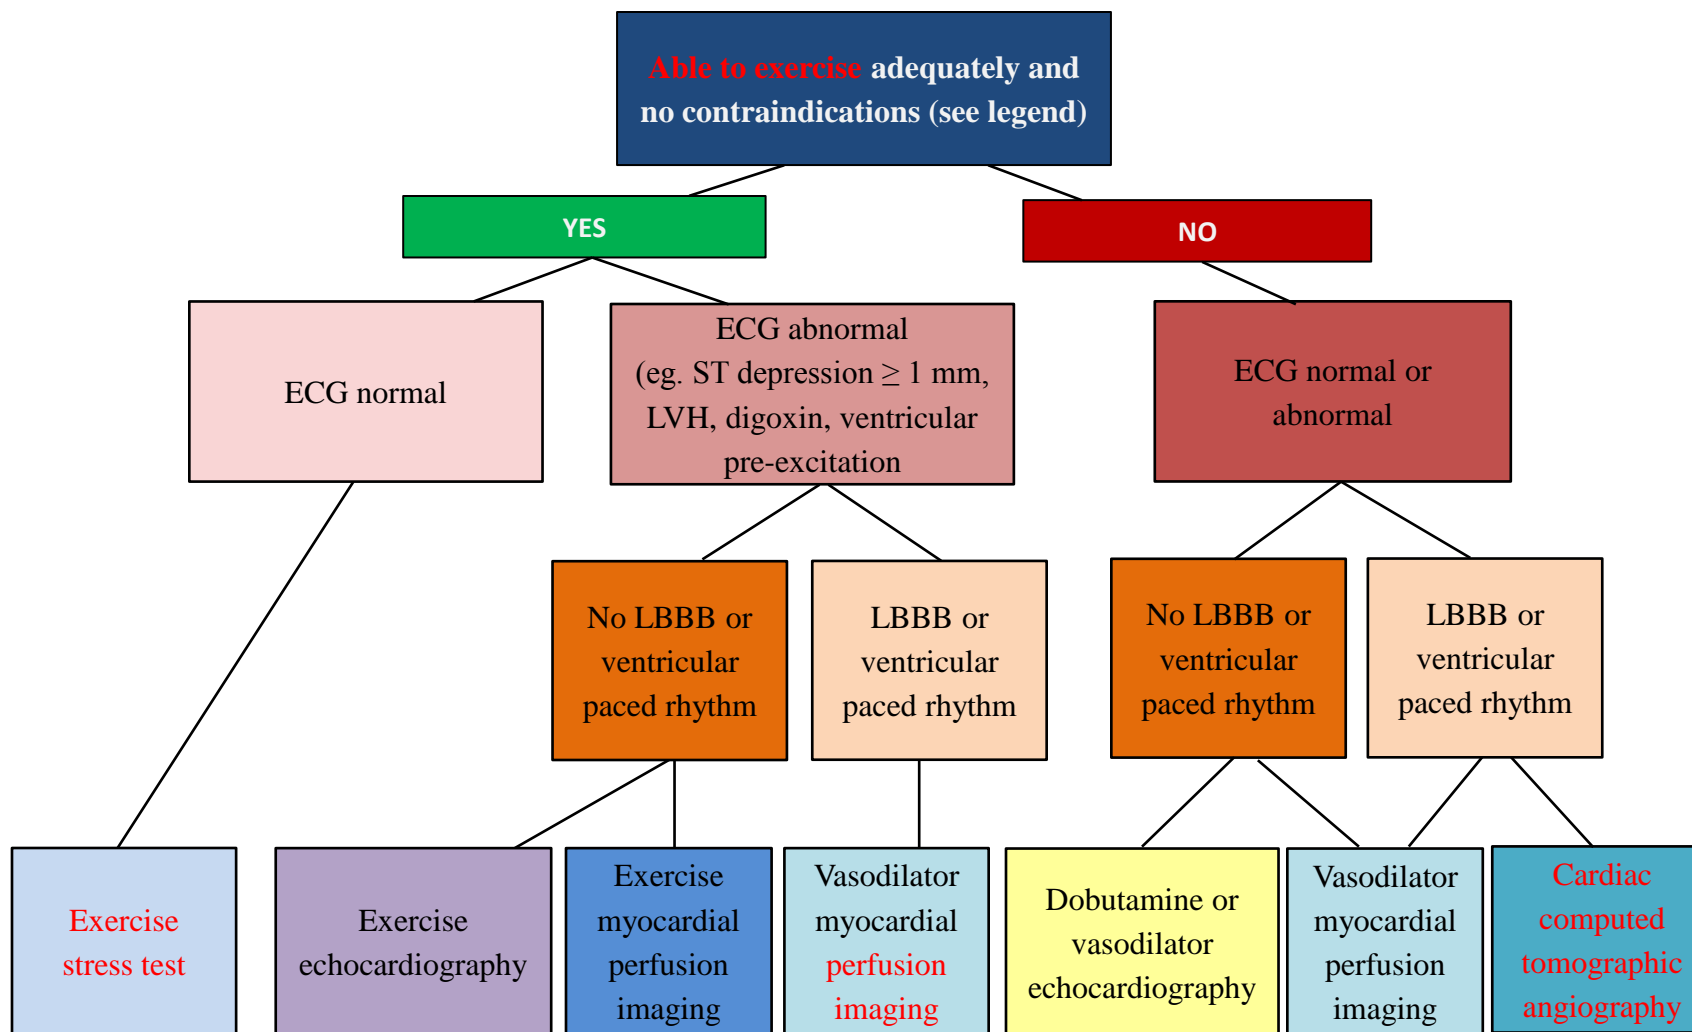 Able to exercise adequately and
no contraindications (see legend)
YES
NO
ECG normal
ECG abnormal
(eg. ST depression ≥ 1 mm,
LVH, digoxin, ventricular
pre-excitation
ECG normal or
abnormal
No LBBB or
ventricular
paced rhythm
LBBB or
ventricular
paced rhythm
No LBBB or
ventricular
paced rhythm
LBBB or
ventricular
paced rhythm
Exercise
stress test
Exercise
echocardiography
Exercise
myocardial
perfusion
imaging
Vasodilator
myocardial
perfusion
imaging
Dobutamine or
vasodilator
echocardiography
Vasodilator
myocardial
perfusion
imaging
Cardiac
computed
tomographic
angiography